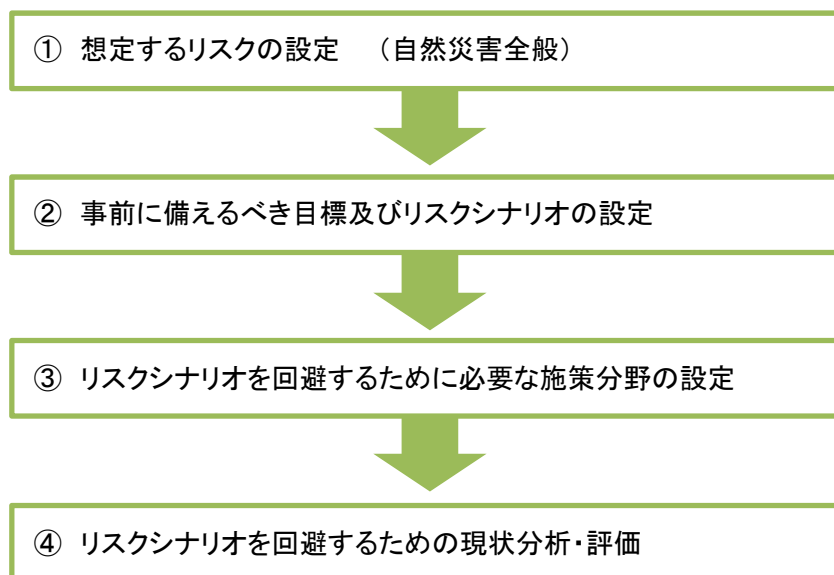 ① 想定するリスクの設定　（自然災害全般）
② 事前に備えるべき目標及びリスクシナリオの設定
③ リスクシナリオを回避するために必要な施策分野の設定
④ リスクシナリオを回避するための現状分析・評価